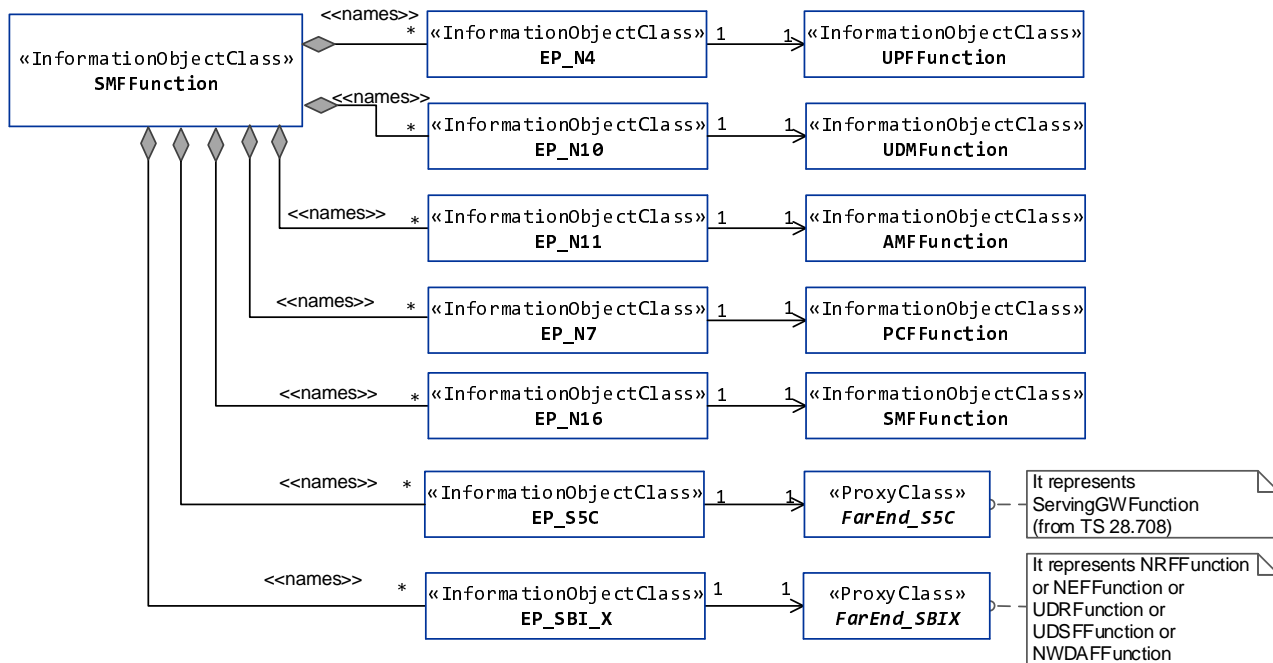 «InformationObjectClass»
SMFFunction
<<names>>
*
«InformationObjectClass»
EP_N4
1
1
«InformationObjectClass»
UPFFunction
<<names>>
*
«InformationObjectClass»
EP_N10
1
1
«InformationObjectClass»
UDMFunction
<<names>>
*
«InformationObjectClass»
EP_N11
1
1
«InformationObjectClass»
AMFFunction
<<names>>
*
«InformationObjectClass»
EP_N7
1
1
«InformationObjectClass»
PCFFunction
<<names>>
*
«InformationObjectClass»
EP_N16
1
1
«InformationObjectClass»
SMFFunction
<<names>>
*
«InformationObjectClass»
EP_S5C
1
1
«ProxyClass»
FarEnd_S5C
It represents
ServingGWFunction
(from TS 28.708)
<<names>>
*
«InformationObjectClass»
EP_SBI_X
1
1
«ProxyClass»
FarEnd_SBIX
It represents NRFFunction
or NEFFunction or
UDRFunction or
UDSFFunction or
NWDAFFunction